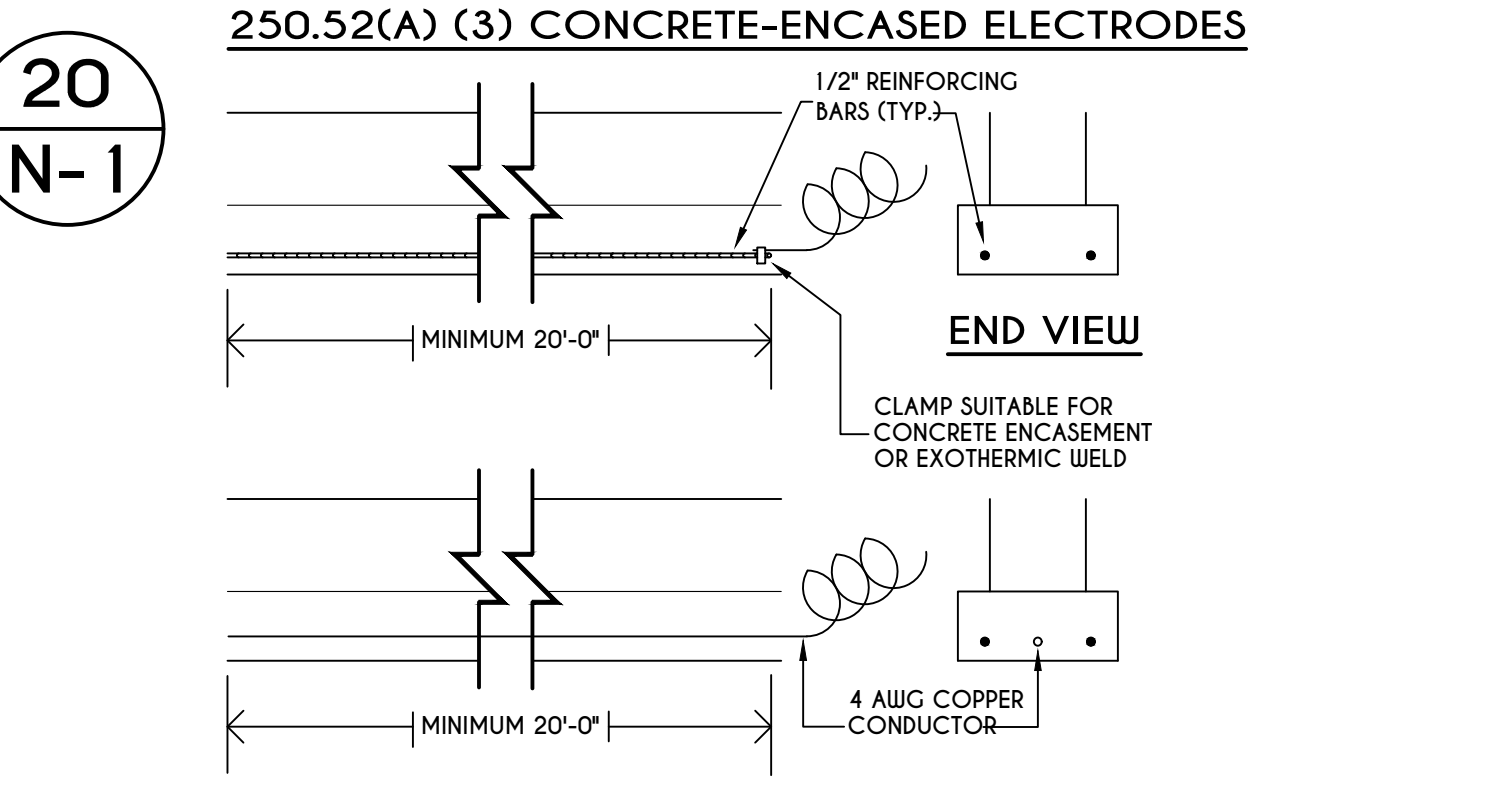 250.52(A) (3) CONCRETE-ENCASED ELECTRODES
20
N-1
1/2" REINFORCING
BARS (TYP.)
MINIMUM 20'-0"
END VIEW
CLAMP SUITABLE FOR
CONCRETE ENCASEMENT
OR EXOTHERMIC WELD
4 AWG COPPER
CONDUCTOR
MINIMUM 20'-0"